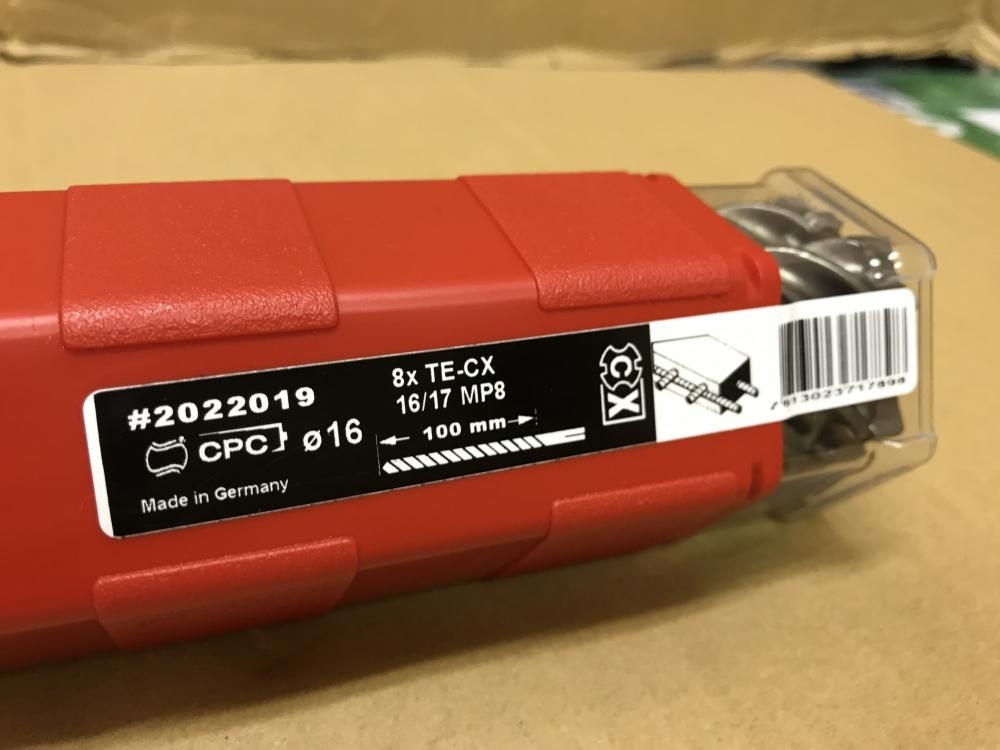 #2022019
CPC ø16
Made in Germany
8x TE-CX
16/17 MP8
100 mm
CX